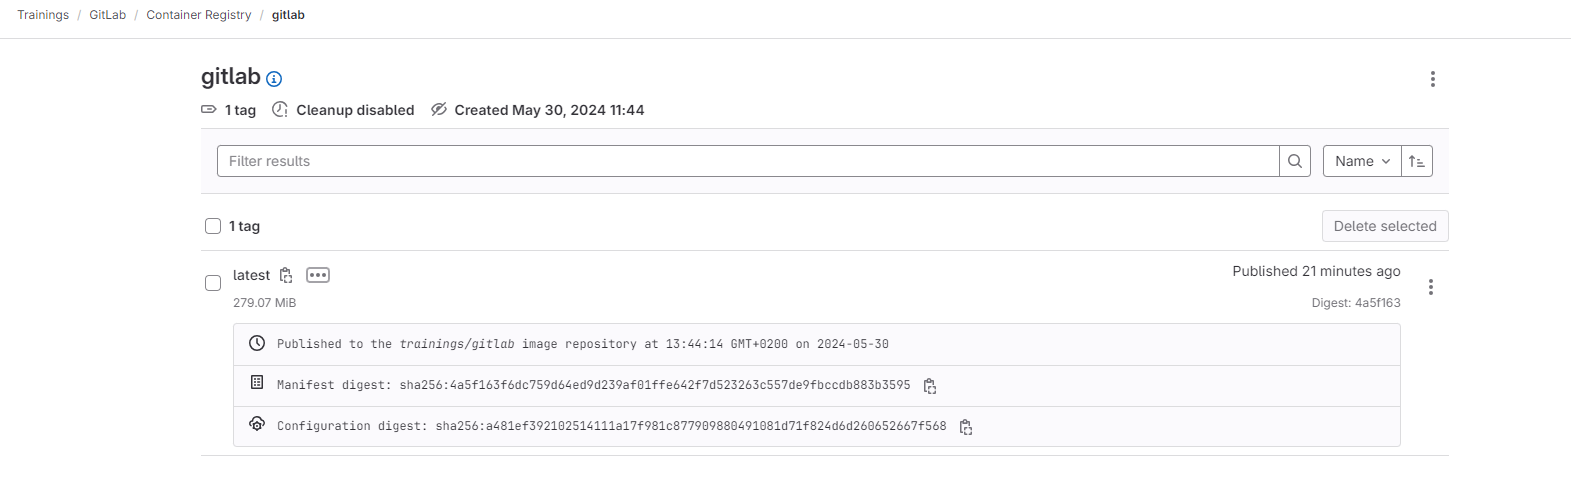 Trainings / GitLab / Container Registry / gitlab
gitlab
1 tag Cleanup disabled Created May 30, 2024 11:44
Filter results Name
1 tag Delete selected
latest Published 21 minutes ago
279.07 MiB Digest: 4a5f163
Published to the trainings/gitlab image repository at 13:44:14 GMT+0200 on 2024-05-30
Manifest digest: sha256:4a5f163f6dc759d64ed9d239af01ffe642f7d523263c557de9fbccdb883b3595
Configuration digest: sha256:a481ef392102514111a17f981c877909880491081d71f824d6d260652667f568